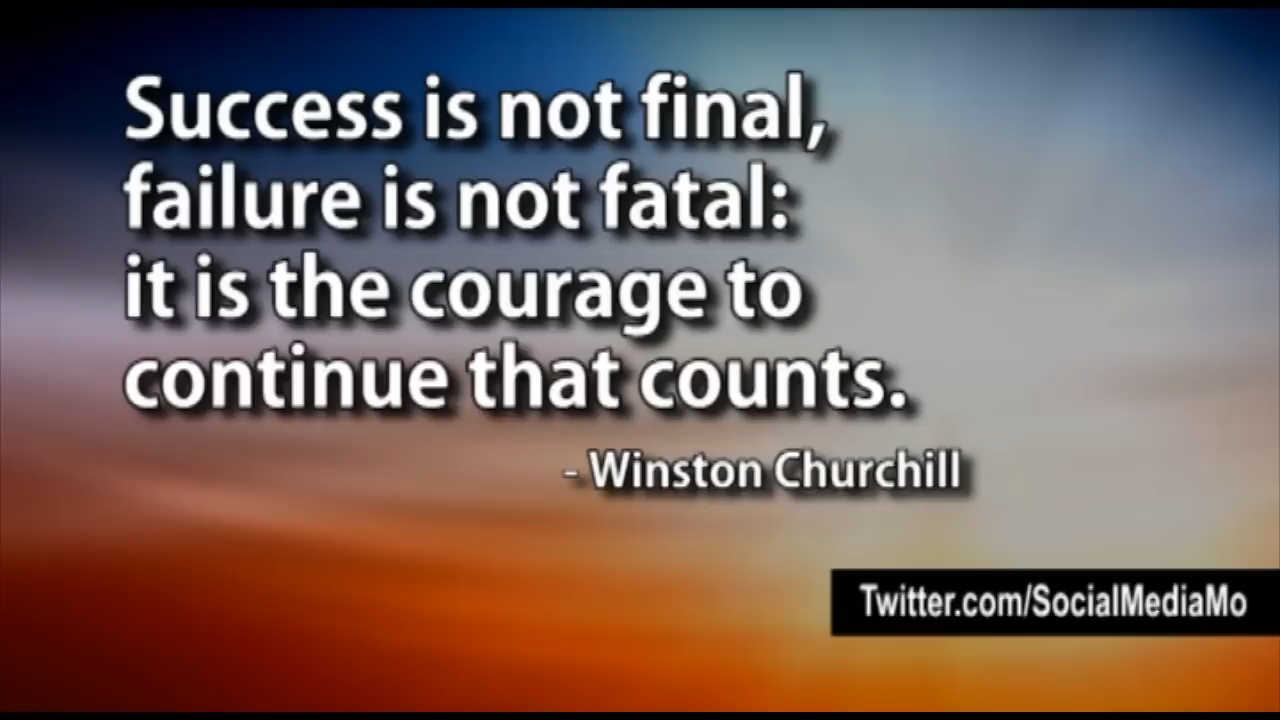 Success is not final,
failure is not fatal:
it is the courage to
continue that counts.
- Winston Churchill
Twitter.com/SocialMediaMo